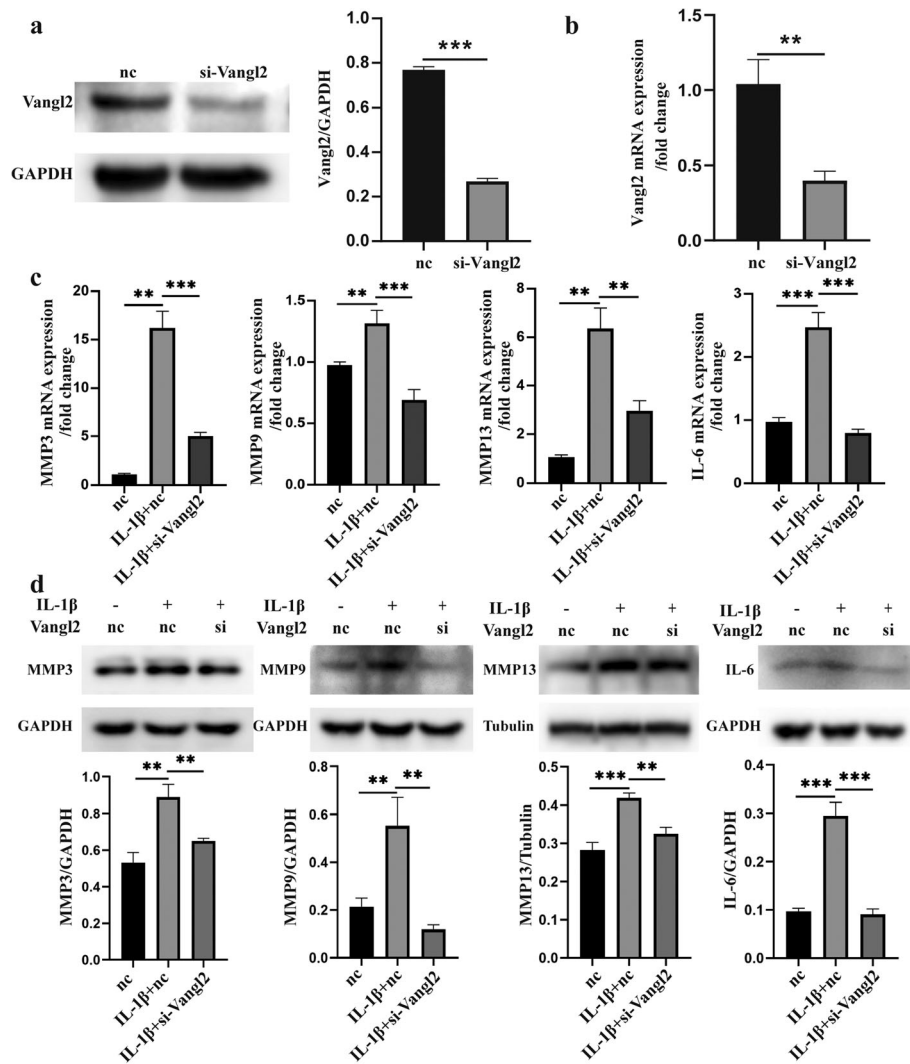 a
nc si-Vangl2
Vangl2
GAPDH
Vangl2/GAPDH
1.0
0.8
0.6
0.4
0.2
0.0
***
nc si-Vangl2
b
Vangl2 mRNA expression
/fold change
1.5
1.0
0.5
0.0
**
nc si-Vangl2
c
MMP3 mRNA expression
/fold change
20
15
10
5
0
** ***
nc
IL-1β+nc
IL-1β+si-Vangl2
MMP9 mRNA expression
/fold change
1.5
1.0
0.5
0.0
** ***
nc
IL-1β+nc
IL-1β+si-Vangl2
MMP13 mRNA expression
/fold change
8
6
4
2
0
** **
nc
IL-1β+nc
IL-1β+si-Vangl2
IL-6 mRNA expression
/fold change
3
2
1
0
*** ***
nc
IL-1β+nc
IL-1β+si-Vangl2
d
IL-1β - + +
Vangl2 nc nc si
MMP3
GAPDH
MMP3/GAPDH
1.0
0.8
0.6
0.4
0.2
0.0
** **
nc
IL-1β+nc
IL-1β+si-Vangl2
IL-1β - + +
Vangl2 nc nc si
MMP9
GAPDH
MMP9/GAPDH
0.8
0.6
0.4
0.2
0.0
** **
nc
IL-1β+nc
IL-1β+si-Vangl2
IL-1β - + +
Vangl2 nc nc si
MMP13
Tubulin
MMP13/Tubulin
0.5
0.4
0.3
0.2
0.1
0.0
*** **
nc
IL-1β+nc
IL-1β+si-Vangl2
IL-1β - + +
Vangl2 nc nc si
IL-6
GAPDH
IL-6/GAPDH
0.4
0.3
0.2
0.1
0.0
*** ***
nc
IL-1β+nc
IL-1β+si-Vangl2